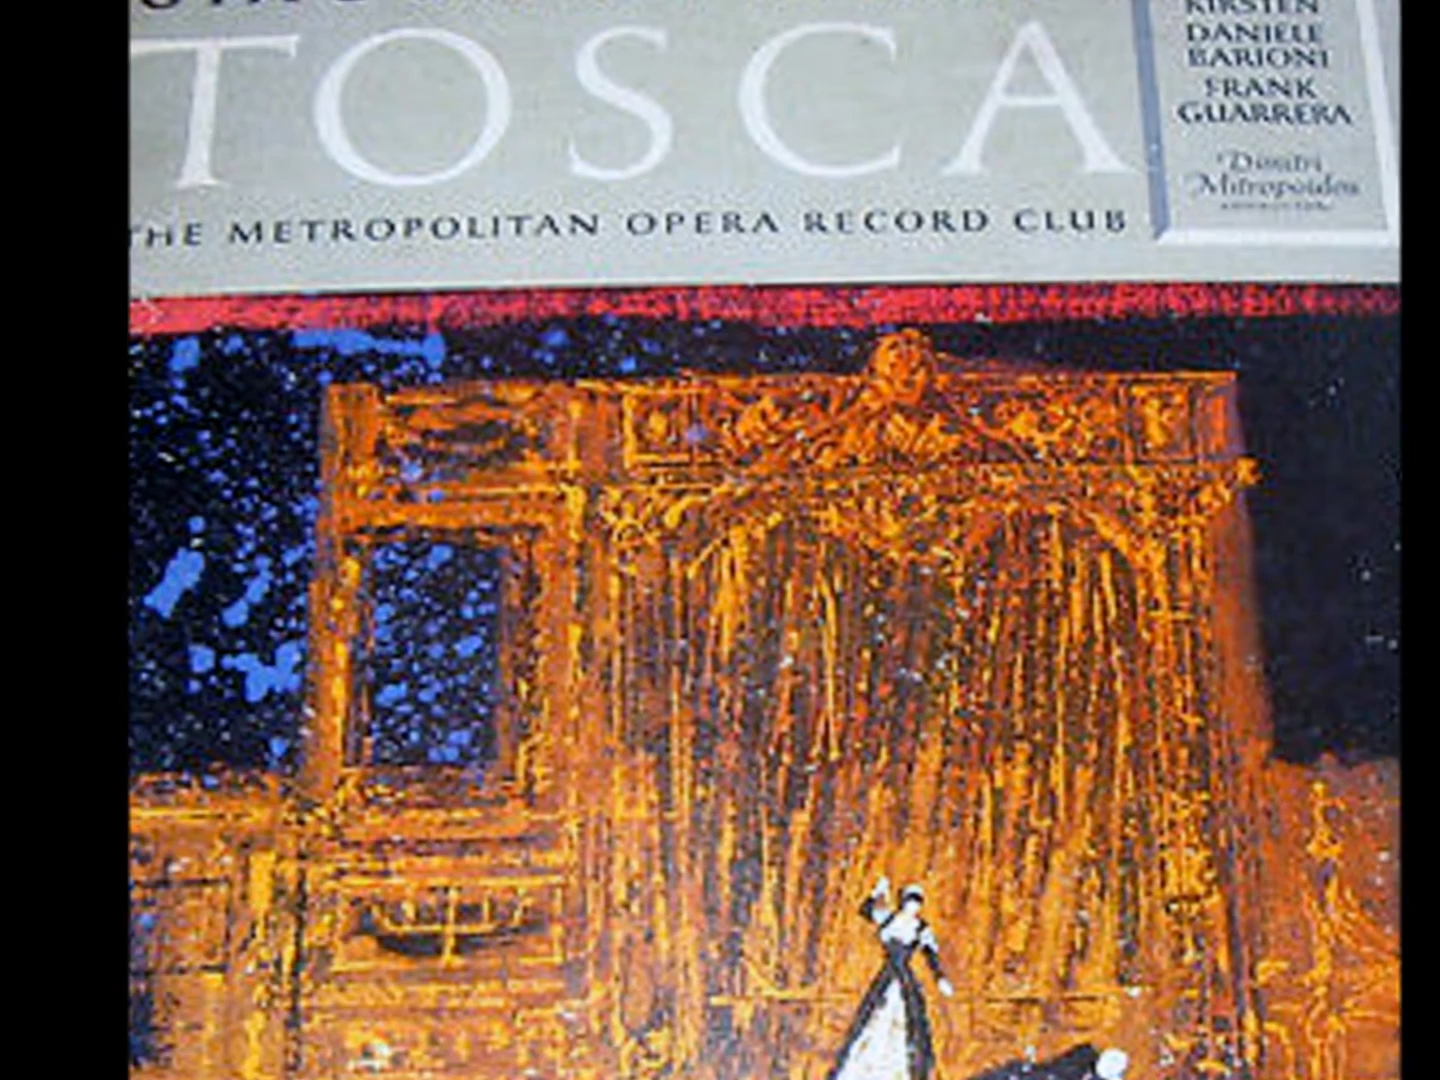 TOSCA
THE METROPOLITAN OPERA RECORD CLUB
KIRSTEN
DANIELE
BARIONI
FRANK
GUARRERA
Dimitri
Mitropoulos